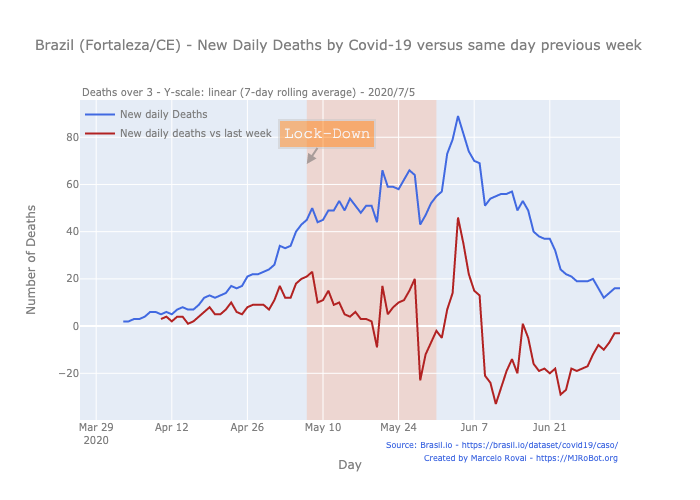 Brazil (Fortaleza/CE) - New Daily Deaths by Covid-19 versus same day previous week
Deaths over 3 - Y-scale: linear (7-day rolling average) - 2020/7/5
New daily Deaths
New daily deaths vs last week
Lock-Down
Number of Deaths
80
60
40
20
0
−20
Mar 29
2020
Apr 12
Apr 26
May 10
May 24
Jun 7
Jun 21
Day
Source: Brasil.io - https://brasil.io/dataset/covid19/caso/
Created by Marcelo Rovai - https://MJRoBot.org